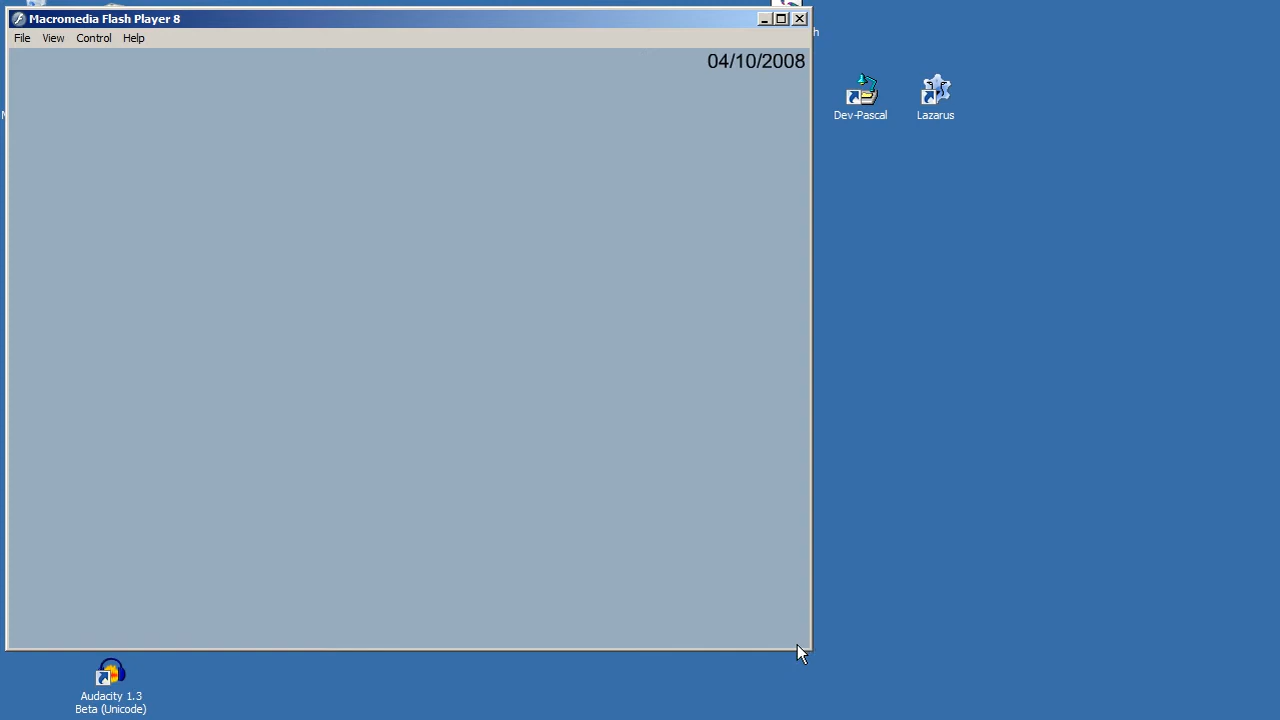 Macromedia Flash Player 8
File View Control Help
04/10/2008
h
Dev-Pascal
Lazarus
Audacity 1.3
Beta (Unicode)